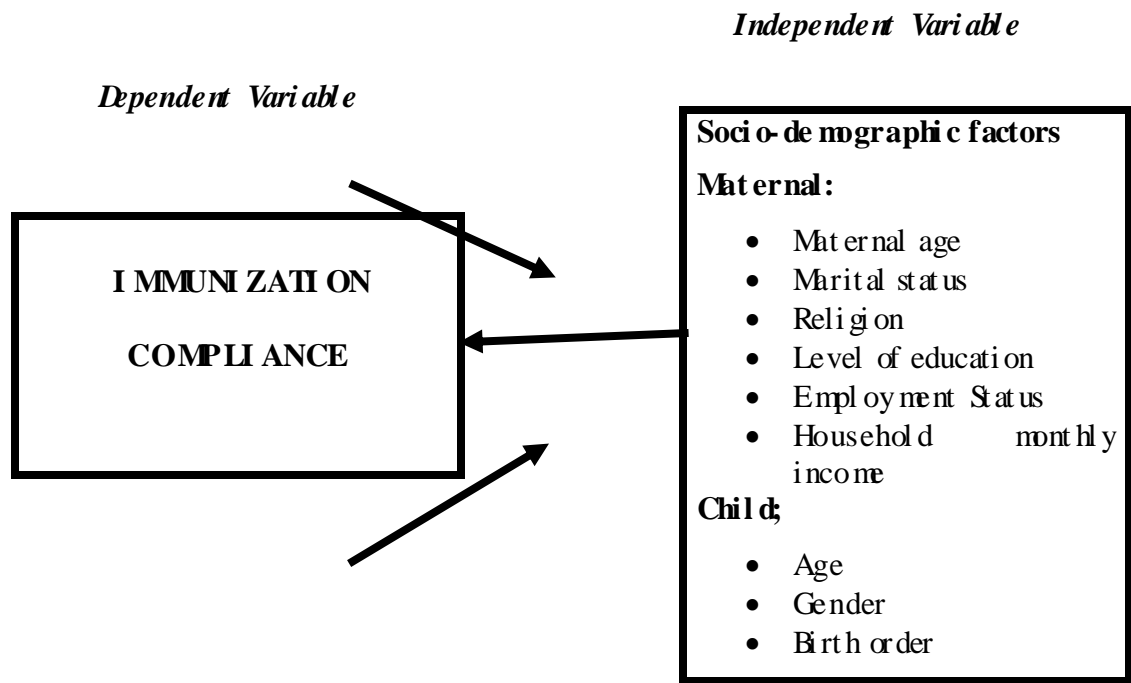 Independent Variable
Dependent Variable
Socio-demographic factors
Maternal:
• Maternal age
• Marital status
• Religion
• Level of education
• Employment Status
• Household monthly
income
Child;
• Age
• Gender
• Birth order
IMMUNIZATION
COMPLIANCE